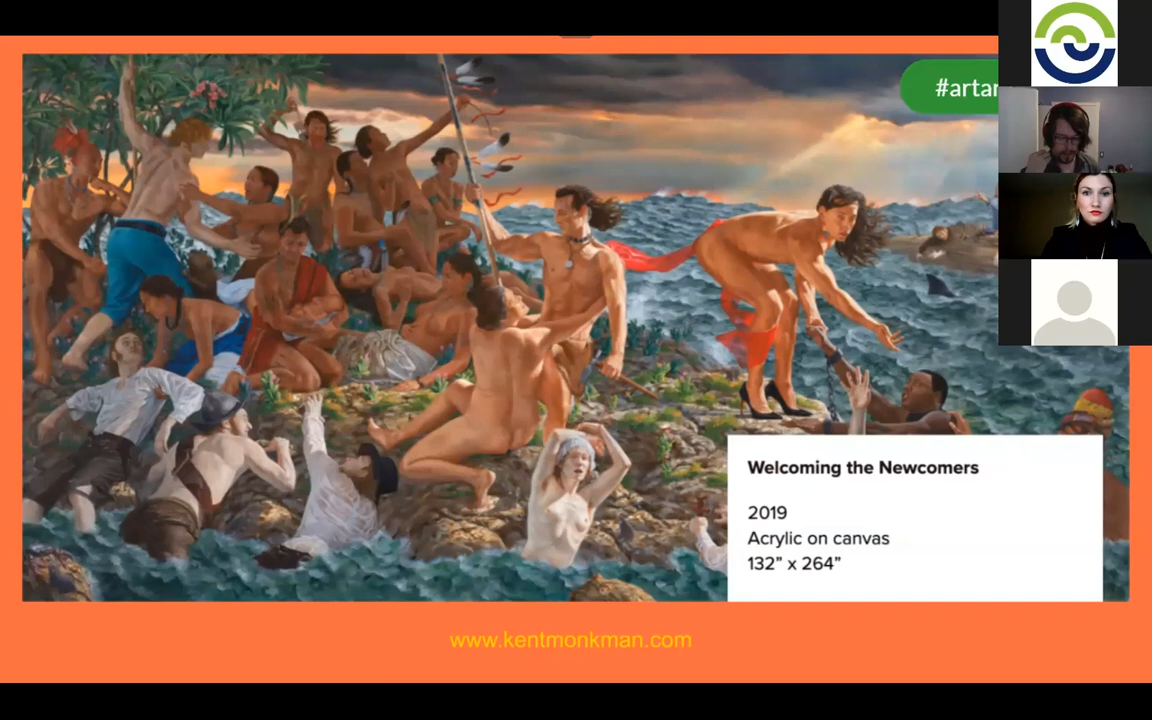 #artar
Welcoming the Newcomers
2019
Acrylic on canvas
132” x 264”
www.kentmonkman.com